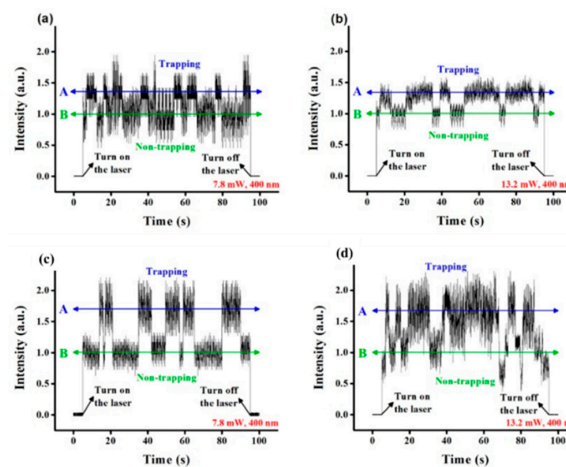 (a)
2.0
1.5
1.0
0.5
0.0
Intensity (a.u.)
A
B
Trapping
Non-trapping
Turn on
the laser
Turn off
the laser
7.8 mW, 400 nm
0 20 40 60 80 100
Time (s)
(b)
2.0
1.5
1.0
0.5
0.0
Intensity (a.u.)
A
B
Trapping
Non-trapping
Turn on
the laser
Turn off
the laser
13.2 mW, 400 nm
0 20 40 60 80 100
Time (s)
(c)
2.0
1.5
1.0
0.5
0.0
Intensity (a.u.)
A
B
Trapping
Non-trapping
Turn on
the laser
Turn off
the laser
7.8 mW, 400 nm
0 20 40 60 80 100
Time (s)
(d)
2.0
1.5
1.0
0.5
0.0
Intensity (a.u.)
A
B
Trapping
Non-trapping
Turn on
the laser
Turn off
the laser
13.2 mW, 400 nm
0 20 40 60 80 100
Time (s)